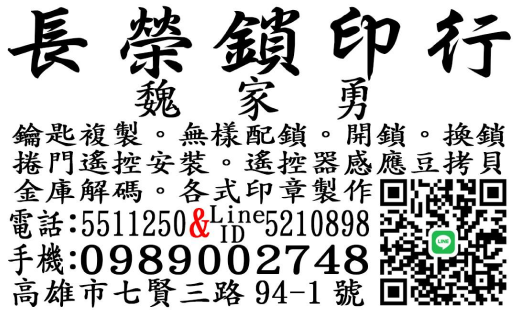 長榮鎖印行
魏家勇
鑰匙複製。無樣配鎖。開鎖。換鎖
捲門遙控安裝。遙控器感應豆拷貝
金庫解碼。各式印章製作
電話:5511250&Line ID 5210898
手機:0989002748
高雄市七賢三路 94-1 號
LINE